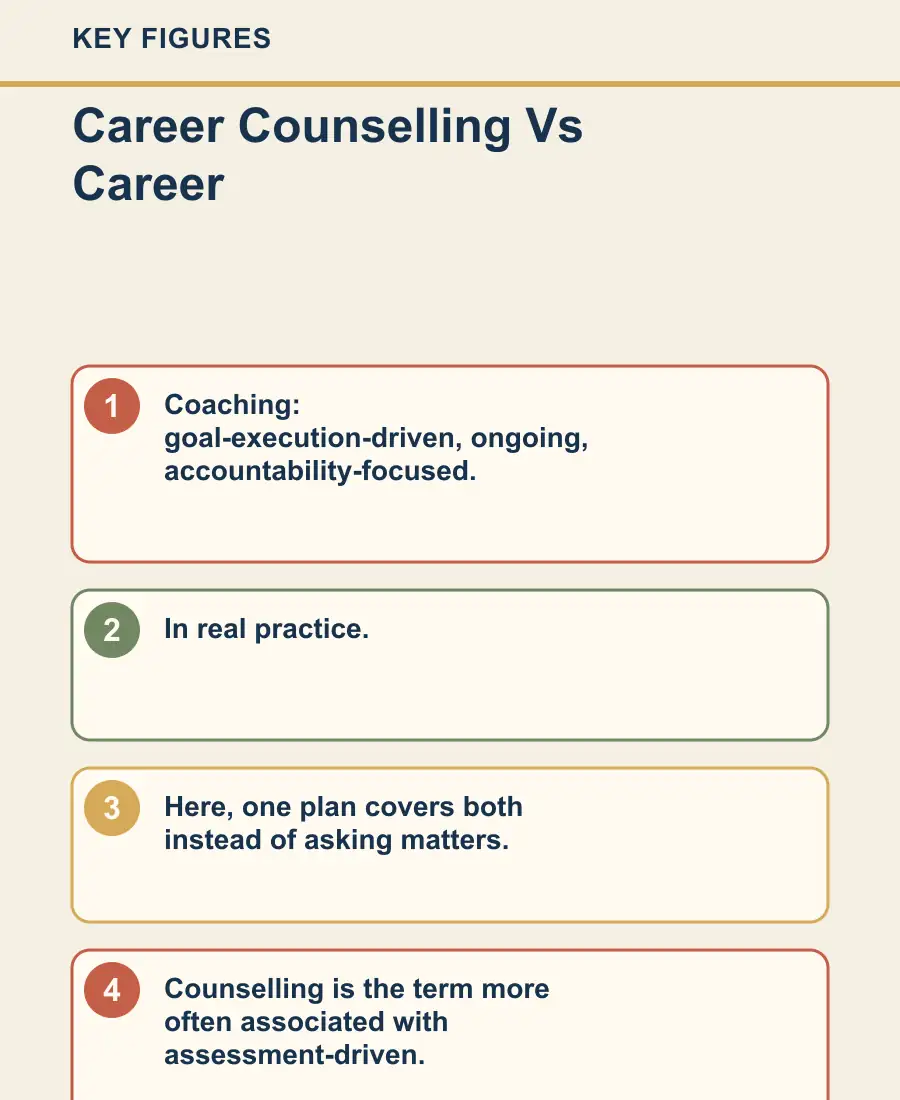 KEY FIGURES
Career Counselling Vs
Career
1
Coaching:
goal-execution-driven, ongoing,
accountability-focused.
2
In real practice.
3
Here, one plan covers both
instead of asking matters.
4
Counselling is the term more
often associated with
assessment-driven.